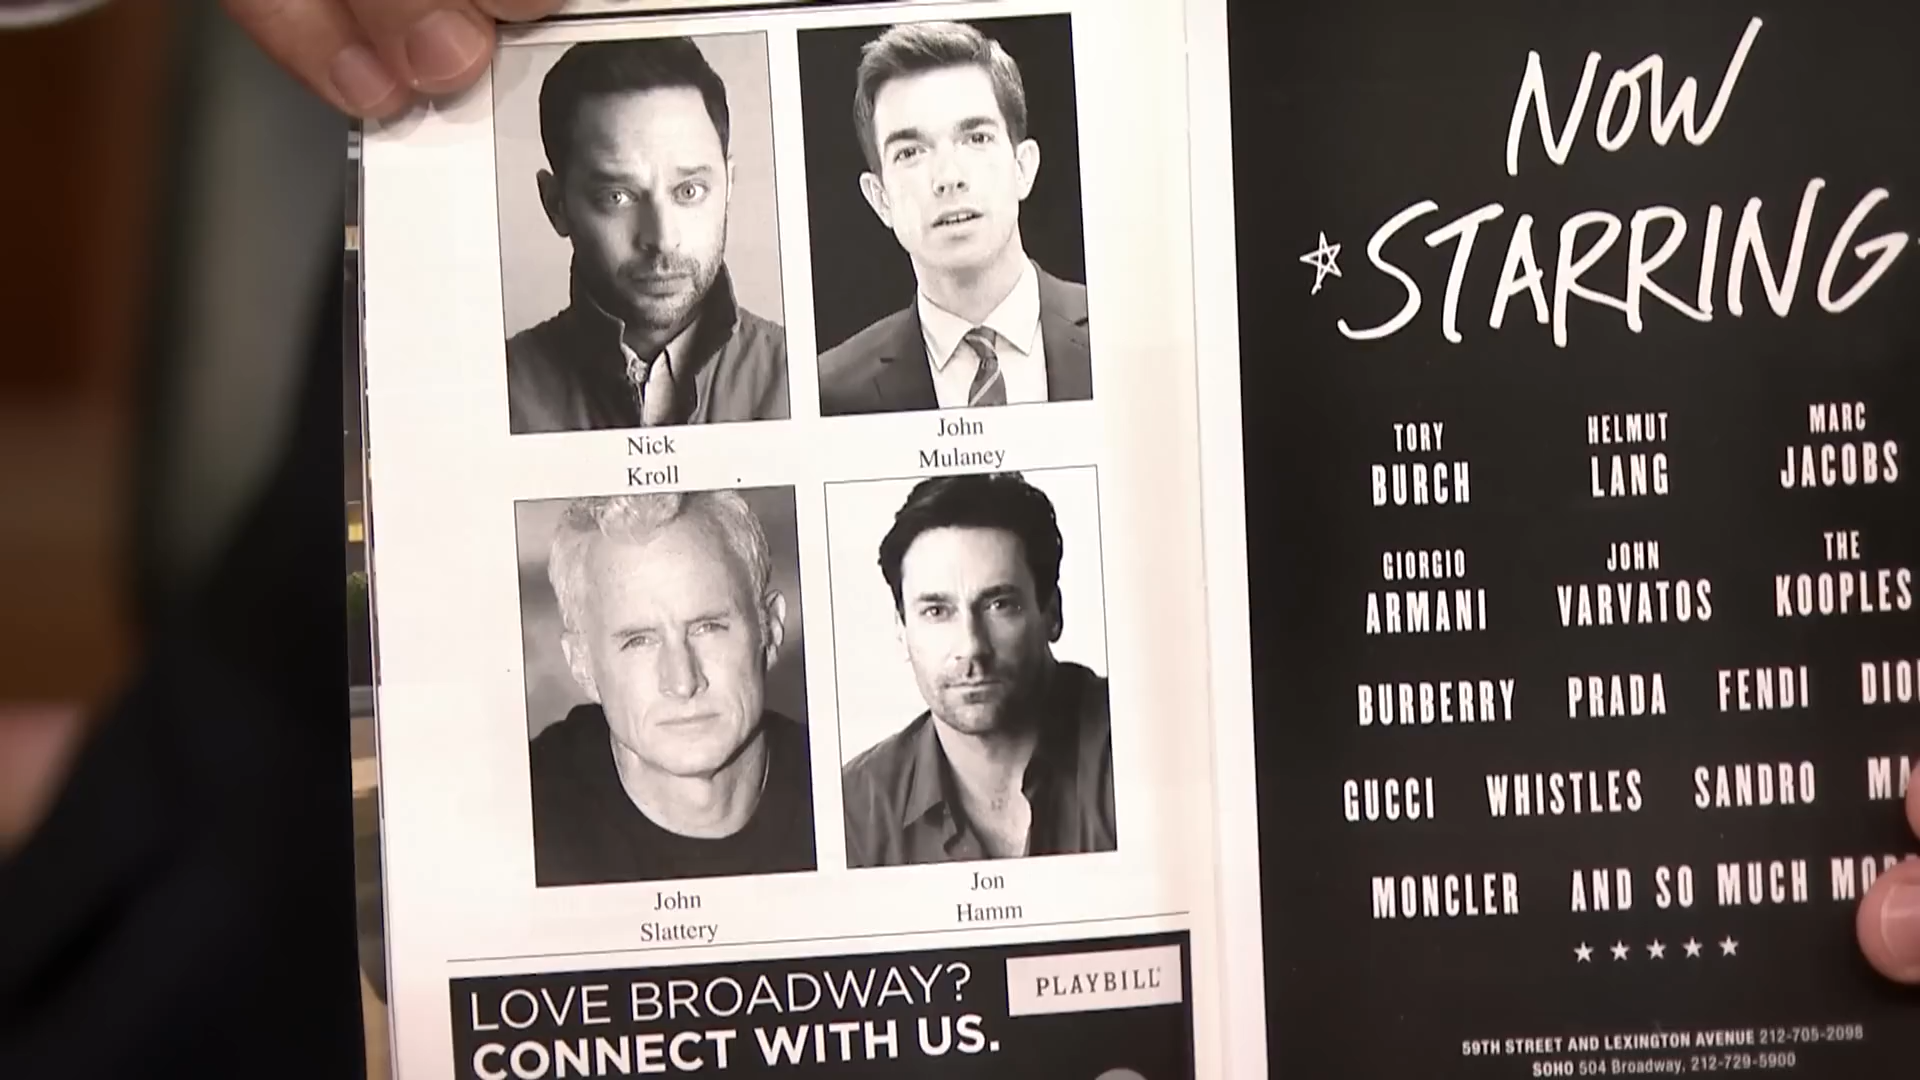 Nick
Kroll
John
Mulaney
John
Slattery
Jon
Hamm
LOVE BROADWAY?
CONNECT WITH US.
PLAYBILL
NOW
STARRING
TORY
BURCH
HELMUT
LANG
MARC
JACOBS
GIORGIO
ARMANI
JOHN
VARVATOS
THE
KOOPLES
BURBERRY PRADA FENDI
GUCCI WHISTLES SANDRO
MONCLER AND SO MUCH
59TH STREET AND LEXINGTON AVENUE 212-705-2098
SOHO 504 Broadway, 212-729-5900